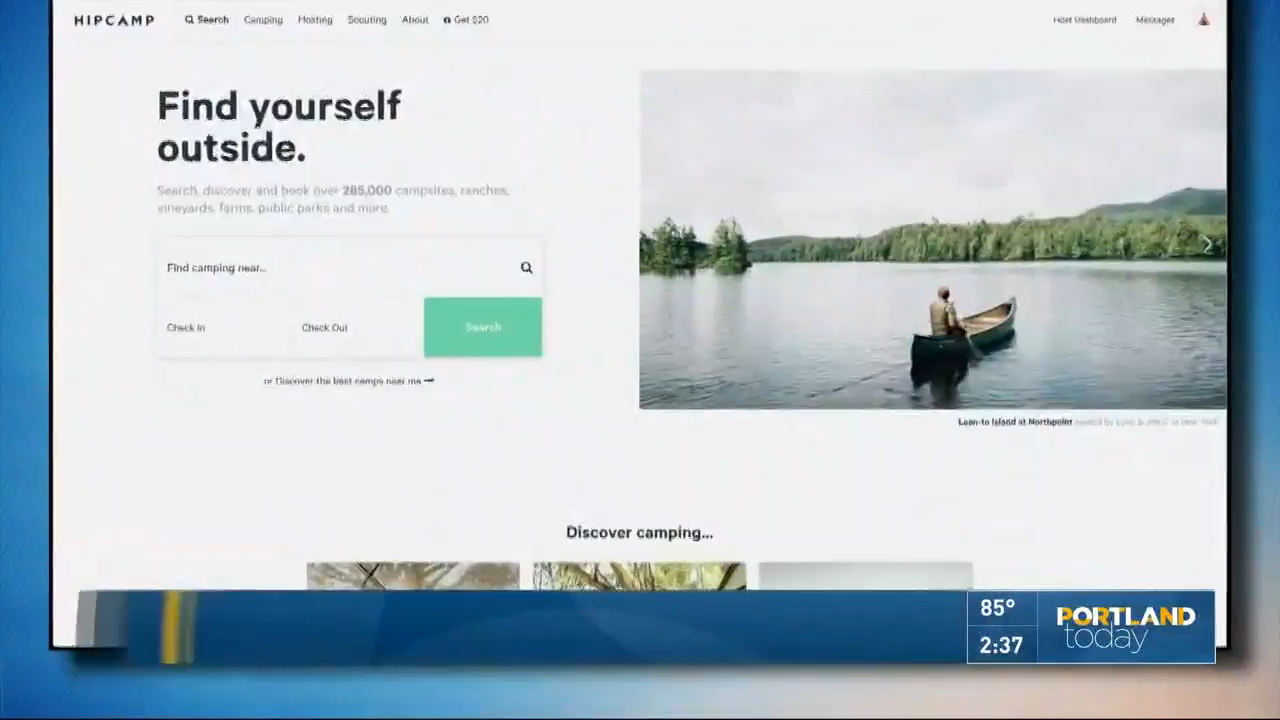 HIPCAMP
Search Camping Hosting Scouting About Get $20
Host Dashboard Messages
Find yourself
outside.
Search, discover and book over 285,000 campsites, ranches,
vineyards, farms, public parks and more.
Find camping near...
Check In Check Out Search
or Discover the best camps near me
Lean-to Island at Northpoint
Discover camping...
85°
2:37
PORTLAND
today